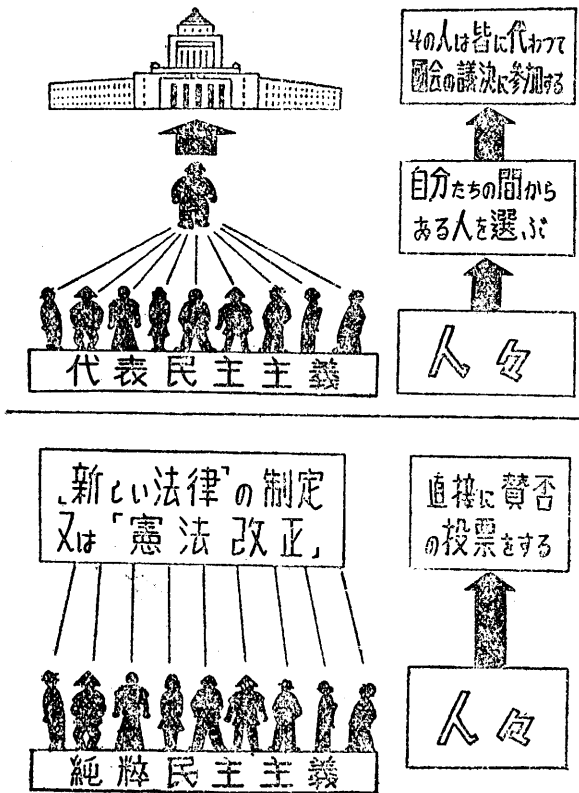 その人は皆に代わつて
國会の議決に参加する
自分たちの間から
ある人を選ぶ
人々
代表民主主義
「新しい法律」の制定
又は「憲法改正」
直接に賛否
の投票をする
人々
純粋民主主義